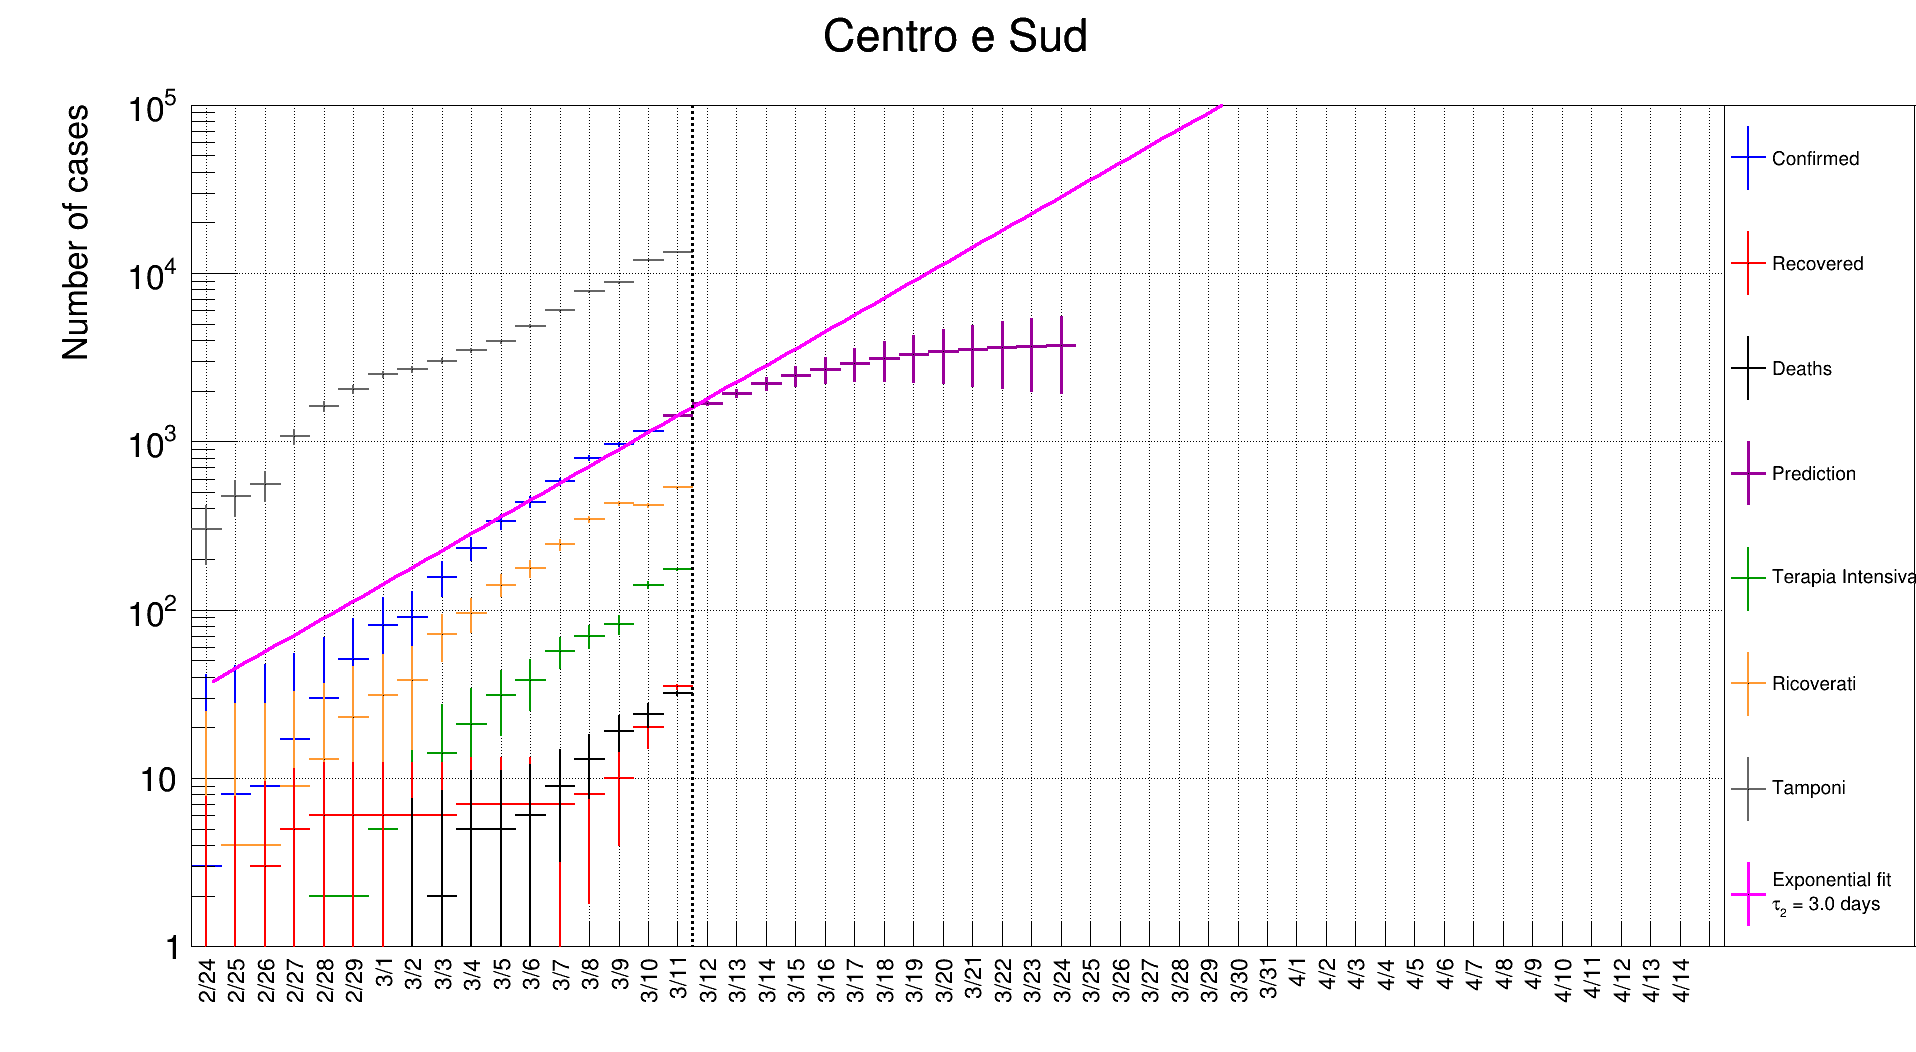 Centro e Sud
Number of cases
10^5
10^4
10^3
10^2
10
1
2/24 2/25 2/26 2/27 2/28 2/29 3/1 3/2 3/3 3/4 3/5 3/6 3/7 3/8 3/9 3/10 3/11 3/12 3/13 3/14 3/15 3/16 3/17 3/18 3/19 3/20 3/21 3/22 3/23 3/24 3/25 3/26 3/27 3/28 3/29 3/30 3/31 4/1 4/2 4/3 4/4 4/5 4/6 4/7 4/8 4/9 4/10 4/11 4/12 4/13 4/14
Confirmed
Recovered
Deaths
Prediction
Terapia Intensiva
Ricoverati
Tamponi
Exponential fit
τ₂ = 3.0 days